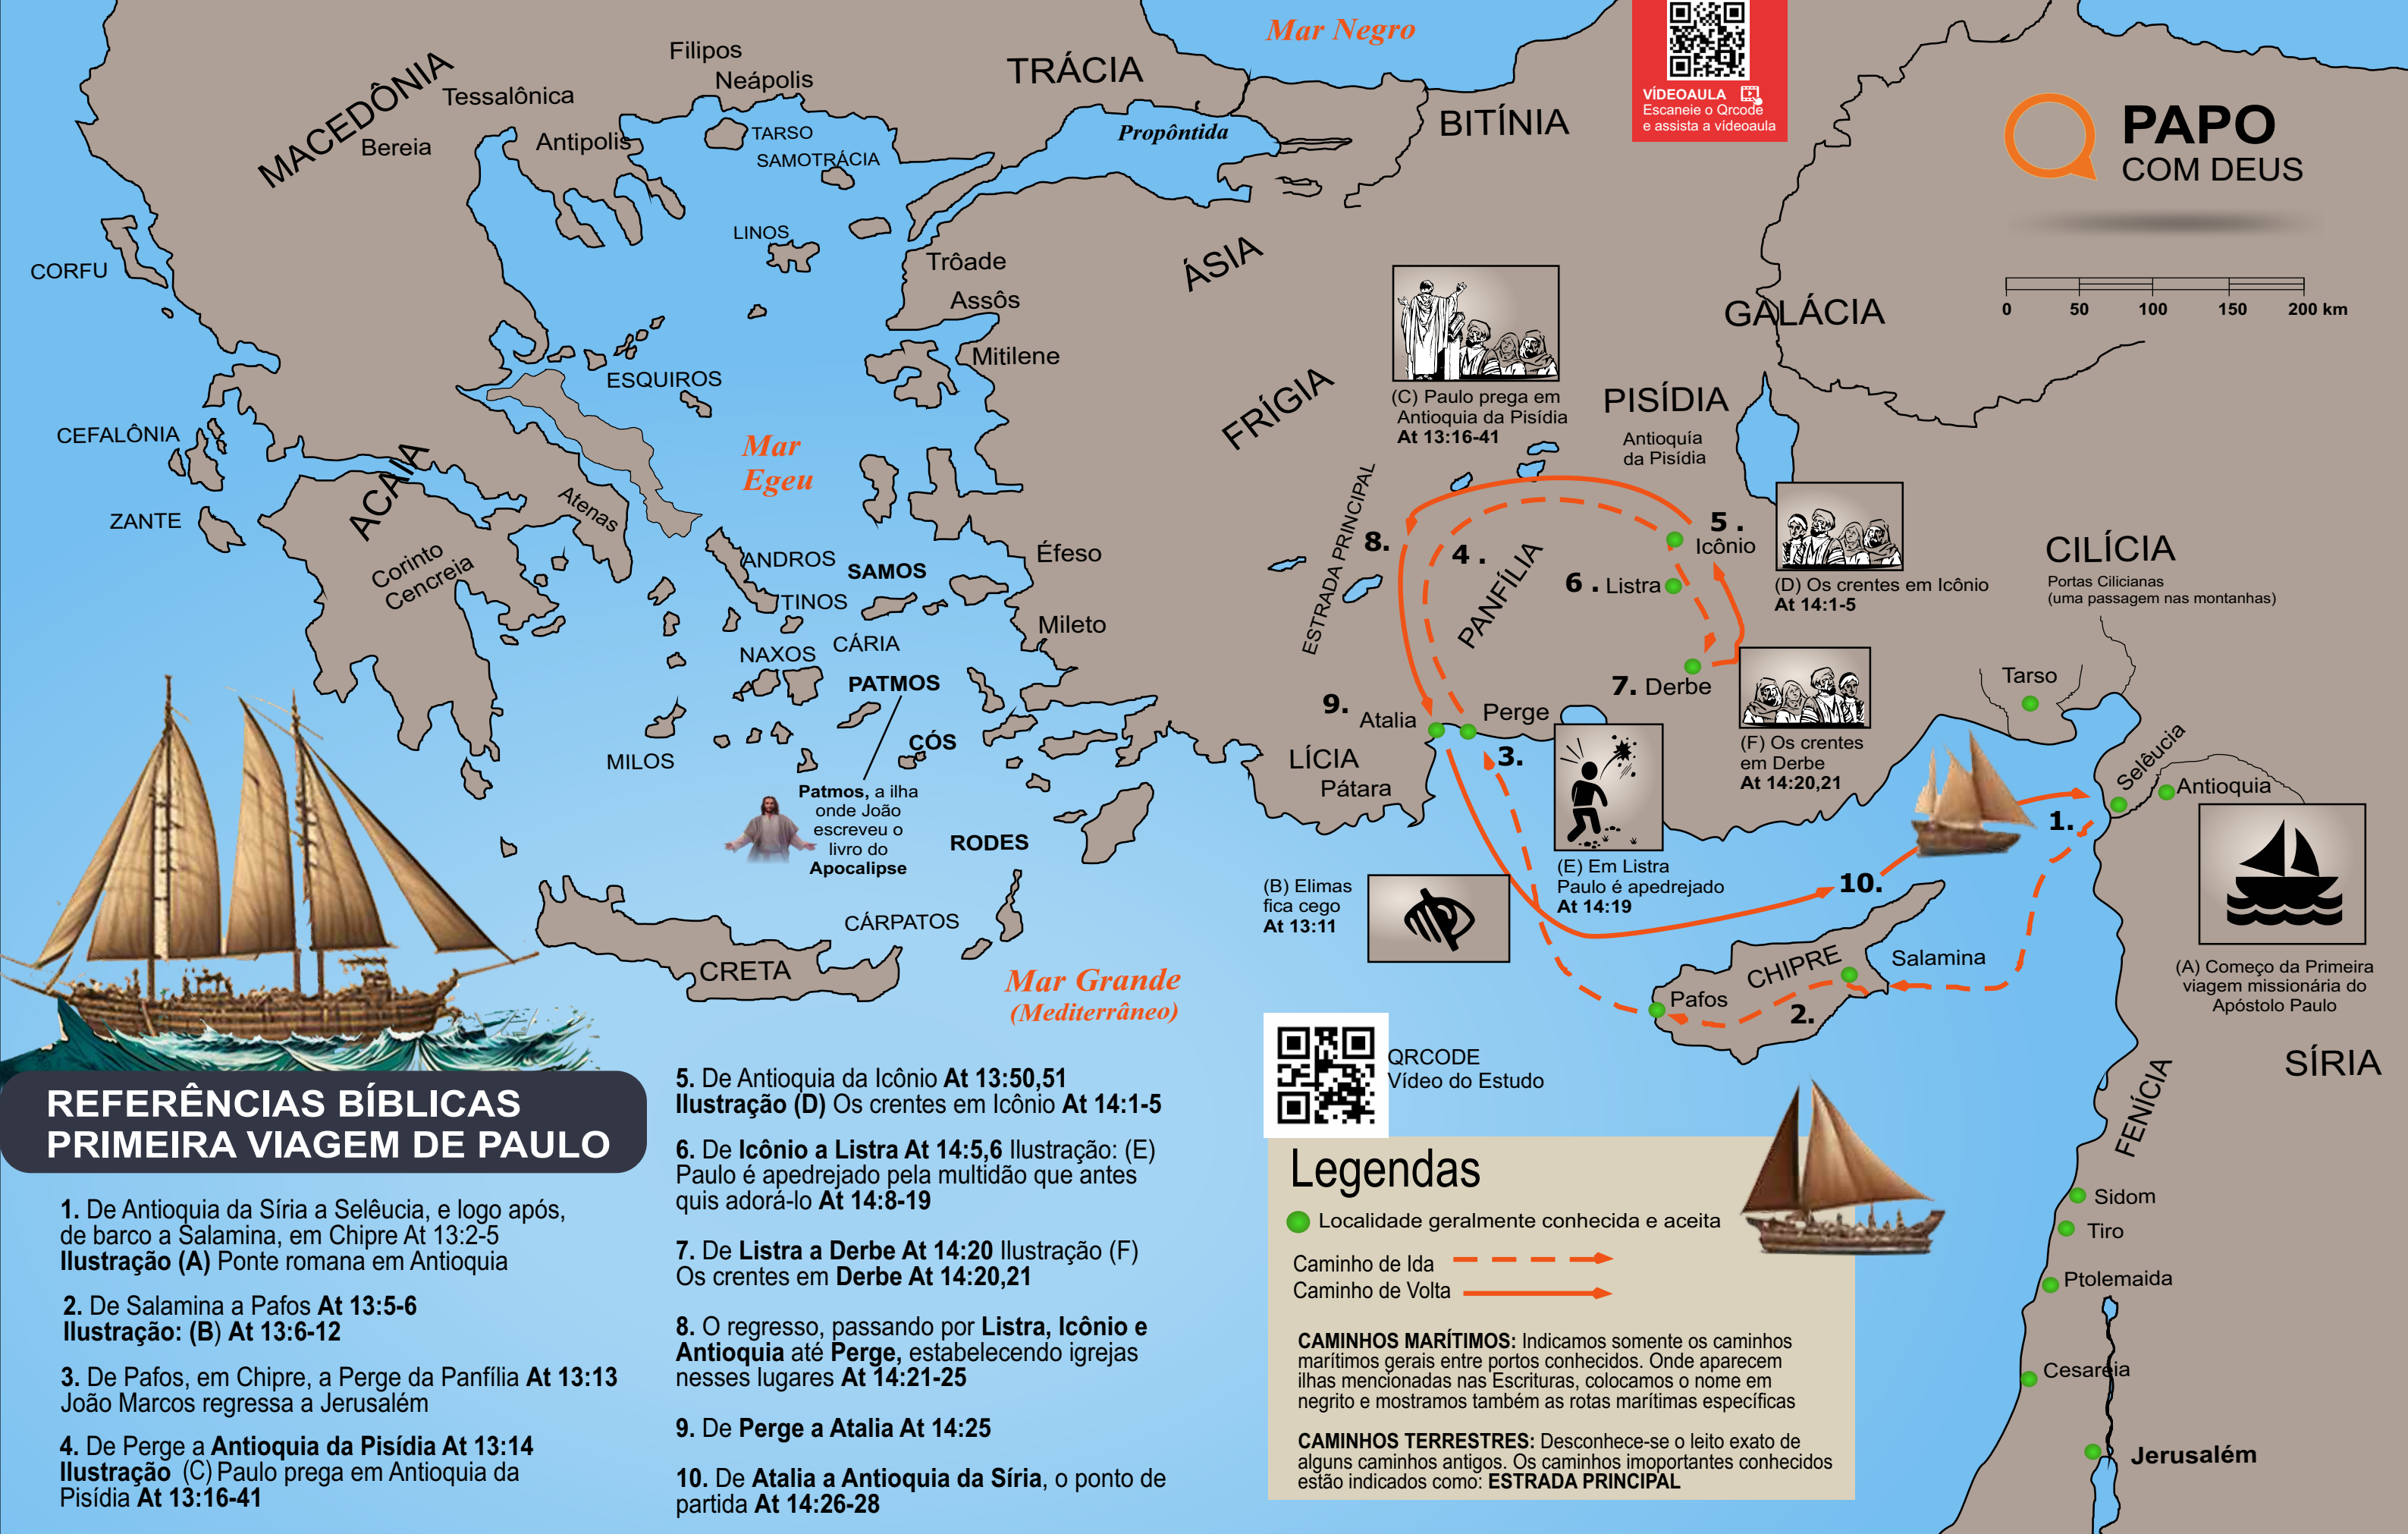 Mar Negro
VÍDEOAULA
Escaneie o Qrcode
e assista a vídeoaula
PAPO
COM DEUS
0 50 100 150 200 km
MACEDÔNIA
Filipos
Neápolis
Tessalônica
Bereia
Antipolis
TARSO
SAMOTRÁCIA
TRÁCIA
Propôntida
BITÍNIA
CORFU
LINOS
Trôade
Assôs
ÁSIA
GALÁCIA
Mitilene
ESQUIROS
FRÍGIA
(C) Paulo prega em
Antioquia da Pisídia
At 13:16-41
PISÍDIA
Antioquía
da Pisídia
CEFALÔNIA
ACAIA
Mar
Egeu
ZANTE
Atenas
Corinto
Cencreia
ANDROS
SAMOS
TINOS
Éfeso
ESTRADA PRINCIPAL
8.
4 .
PANFÍLIA
5 .
Icônio
6 . Listra
(D) Os crentes em Icônio
At 14:1-5
CILÍCIA
Portas Cilicianas
(uma passagem nas montanhas)
Mileto
NAXOS
CÁRIA
PATMOS
7. Derbe
Tarso
9.
Atalia
Perge
3.
(F) Os crentes
em Derbe
At 14:20,21
MILOS
CÓS
LÍCIA
Pátara
Selêucia
Antioquia
1.
Patmos, a ilha
onde João
escreveu o
livro do
Apocalipse
RODES
(E) Em Listra
Paulo é apedrejado
At 14:19
10.
(B) Elimas
fica cego
At 13:11
CÁRPATOS
CRETA
Mar Grande
(Mediterrâneo)
CHIPRE
Salamina
Pafos
2.
(A) Começo da Primeira
viagem missionária do
Apóstolo Paulo
SÍRIA
FENÍCIA
QRCODE
Vídeo do Estudo
Sidom
Tiro
Ptolemaida
Cesareia
Jerusalém
REFERÊNCIAS BÍBLICAS
PRIMEIRA VIAGEM DE PAULO
1. De Antioquia da Síria a Selêucia, e logo após,
de barco a Salamina, em Chipre At 13:2-5
Ilustração (A) Ponte romana em Antioquia
2. De Salamina a Pafos At 13:5-6
Ilustração: (B) At 13:6-12
3. De Pafos, em Chipre, a Perge da Panfília At 13:13
João Marcos regressa a Jerusalém
4. De Perge a Antioquia da Pisídia At 13:14
Ilustração (C) Paulo prega em Antioquia da
Pisídia At 13:16-41
5. De Antioquia da Icônio At 13:50,51
Ilustração (D) Os crentes em Icônio At 14:1-5
6. De Icônio a Listra At 14:5,6 Ilustração: (E)
Paulo é apedrejado pela multidão que antes
quis adorá-lo At 14:8-19
7. De Listra a Derbe At 14:20 Ilustração (F)
Os crentes em Derbe At 14:20,21
8. O regresso, passando por Listra, Icônio e
Antioquia até Perge, estabelecendo igrejas
nesses lugares At 14:21-25
9. De Perge a Atalia At 14:25
10. De Atalia a Antioquia da Síria, o ponto de
partida At 14:26-28
Legendas
Localidade geralmente conhecida e aceita
Caminho de Ida
Caminho de Volta
CAMINHOS MARÍTIMOS: Indicamos somente os caminhos
marítimos gerais entre portos conhecidos. Onde aparecem
ilhas mencionadas nas Escrituras, colocamos o nome em
negrito e mostramos também as rotas marítimas específicas
CAMINHOS TERRESTRES: Desconhece-se o leito exato de
alguns caminhos antigos. Os caminhos imoportantes conhecidos
estão indicados como: ESTRADA PRINCIPAL